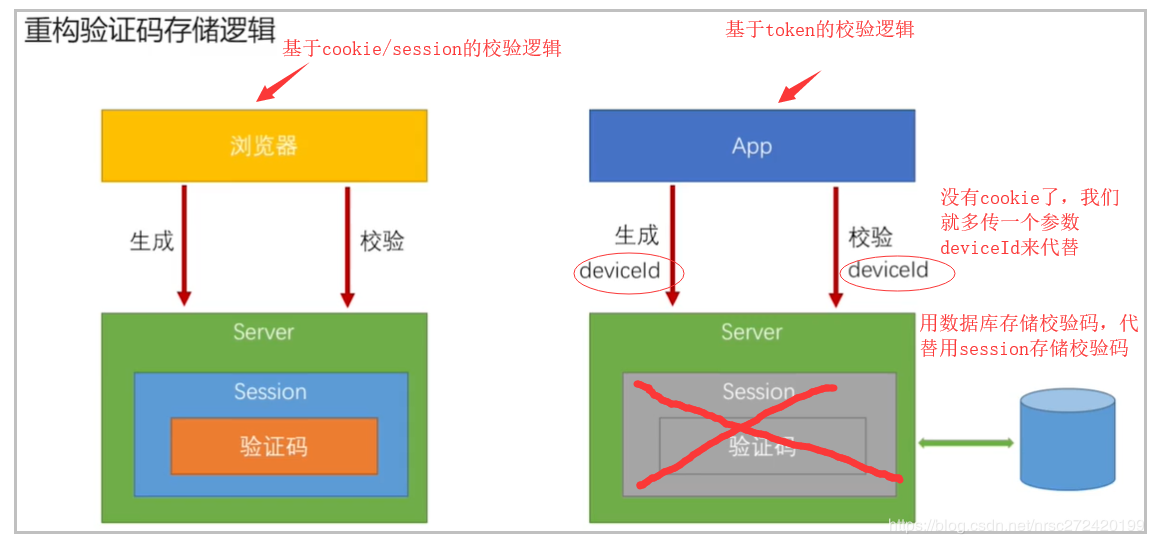 重构验证码存储逻辑
基于cookie/session的校验逻辑
基于token的校验逻辑
浏览器
App
生成
校验
生成
deviceId
校验
deviceId
没有cookie了，我们
就多传一个参数
deviceId来代替
Server
Session
验证码
Server
Session
验证码
用数据库存储校验码，代
替用session存储校验码
https://blog.csdn.net/nrsc272420199